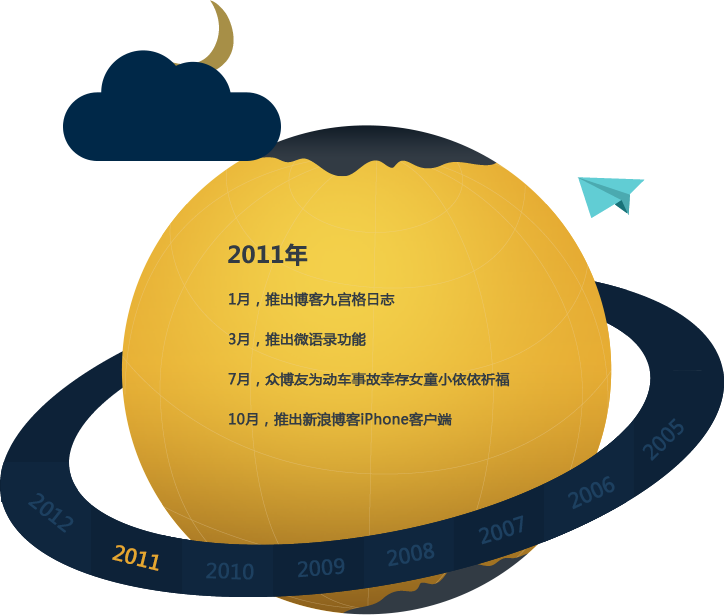 2011年
1月，推出博客九宫格日志
3月，推出微语录功能
7月，众博友为动车事故幸存女童小依依祈福
10月，推出新浪博客iPhone客户端
2012
2011
2010
2009
2008
2007
2006
2005